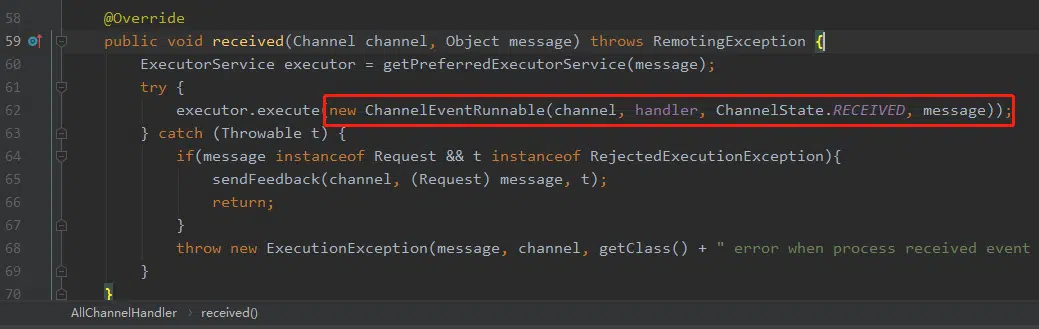 58 @Override
59 public void received(Channel channel, Object message) throws RemotingException {
60 ExecutorService executor = getPreferredExecutorService(message);
61 try {
62 executor.execute(new ChannelEventRunnable(channel, handler, ChannelState.RECEIVED, message));
63 } catch (Throwable t) {
64 if(message instanceof Request && t instanceof RejectedExecutionException){
65 sendFeedback(channel, (Request) message, t);
66 return;
67 }
68 throw new ExecutionException(message, channel, getClass() + " error when process received event
69 }
70 }
AllChannelHandler › received()